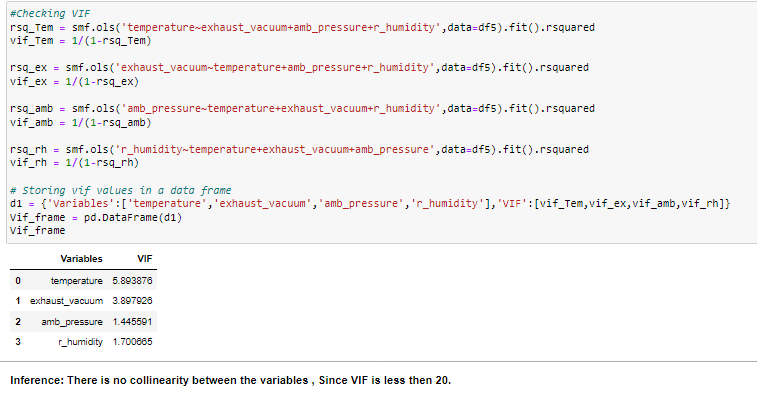 #Checking VIF
rsq_Tem = smf.ols('temperature~exhaust_vacuum+amb_pressure+r_humidity',data=df5).fit().rsquared
vif_Tem = 1/(1-rsq_Tem)
rsq_ex = smf.ols('exhaust_vacuum~temperature+amb_pressure+r_humidity',data=df5).fit().rsquared
vif_ex = 1/(1-rsq_ex)
rsq_amb = smf.ols('amb_pressure~temperature+exhaust_vacuum+r_humidity',data=df5).fit().rsquared
vif_amb = 1/(1-rsq_amb)
rsq_rh = smf.ols('r_humidity~temperature+exhaust_vacuum+amb_pressure',data=df5).fit().rsquared
vif_rh = 1/(1-rsq_rh)
# Storing vif values in a data frame
d1 = {'Variables':['temperature','exhaust_vacuum','amb_pressure','r_humidity'],'VIF':[vif_Tem,vif_ex,vif_amb,vif_rh]}
Vif_frame = pd.DataFrame(d1)
Vif_frame
Variables VIF
0 temperature 5.893876
1 exhaust_vacuum 3.897926
2 amb_pressure 1.445591
3 r_humidity 1.700665
Inference: There is no collinearity between the variables , Since VIF is less then 20.